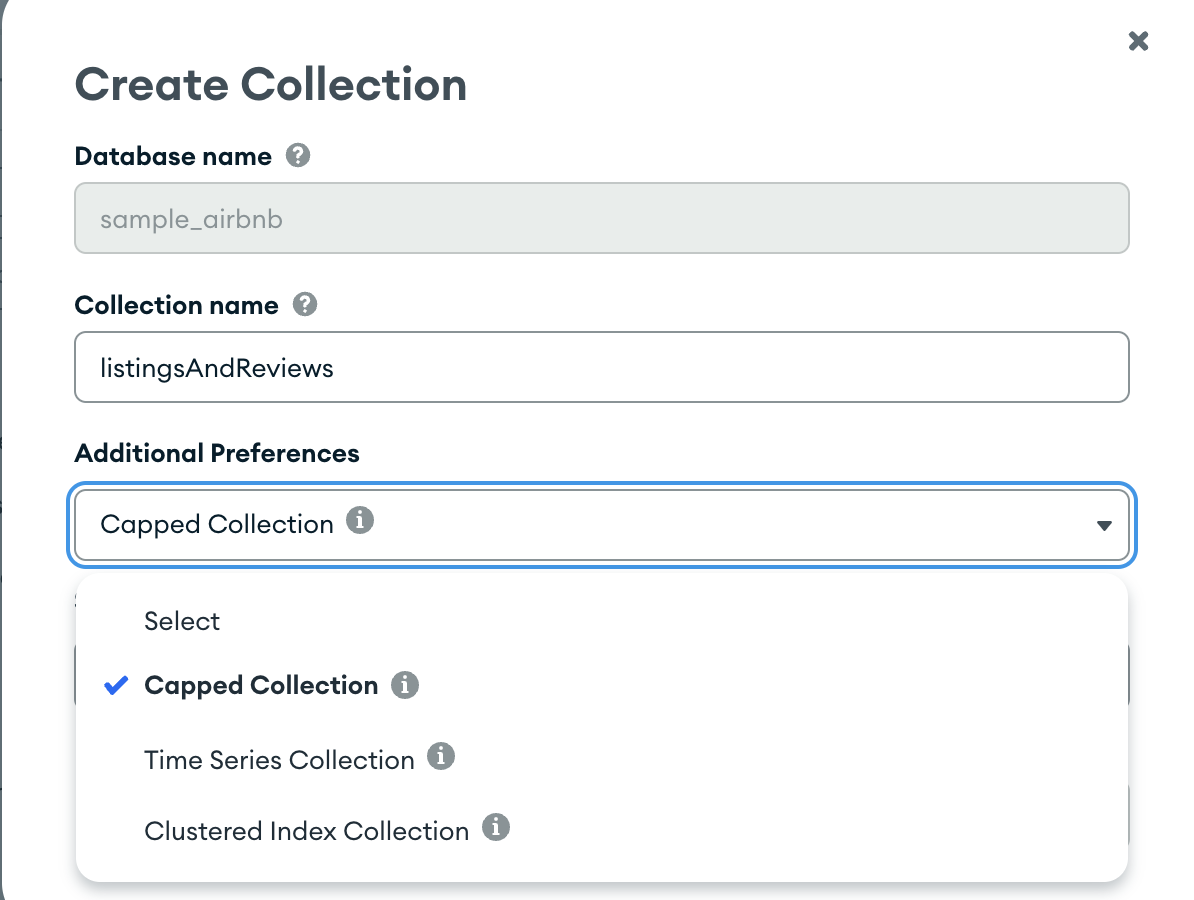 Create Collection
Database name
sample_airbnb
Collection name
listingsAndReviews
Additional Preferences
Capped Collection
Select
Capped Collection
Time Series Collection
Clustered Index Collection